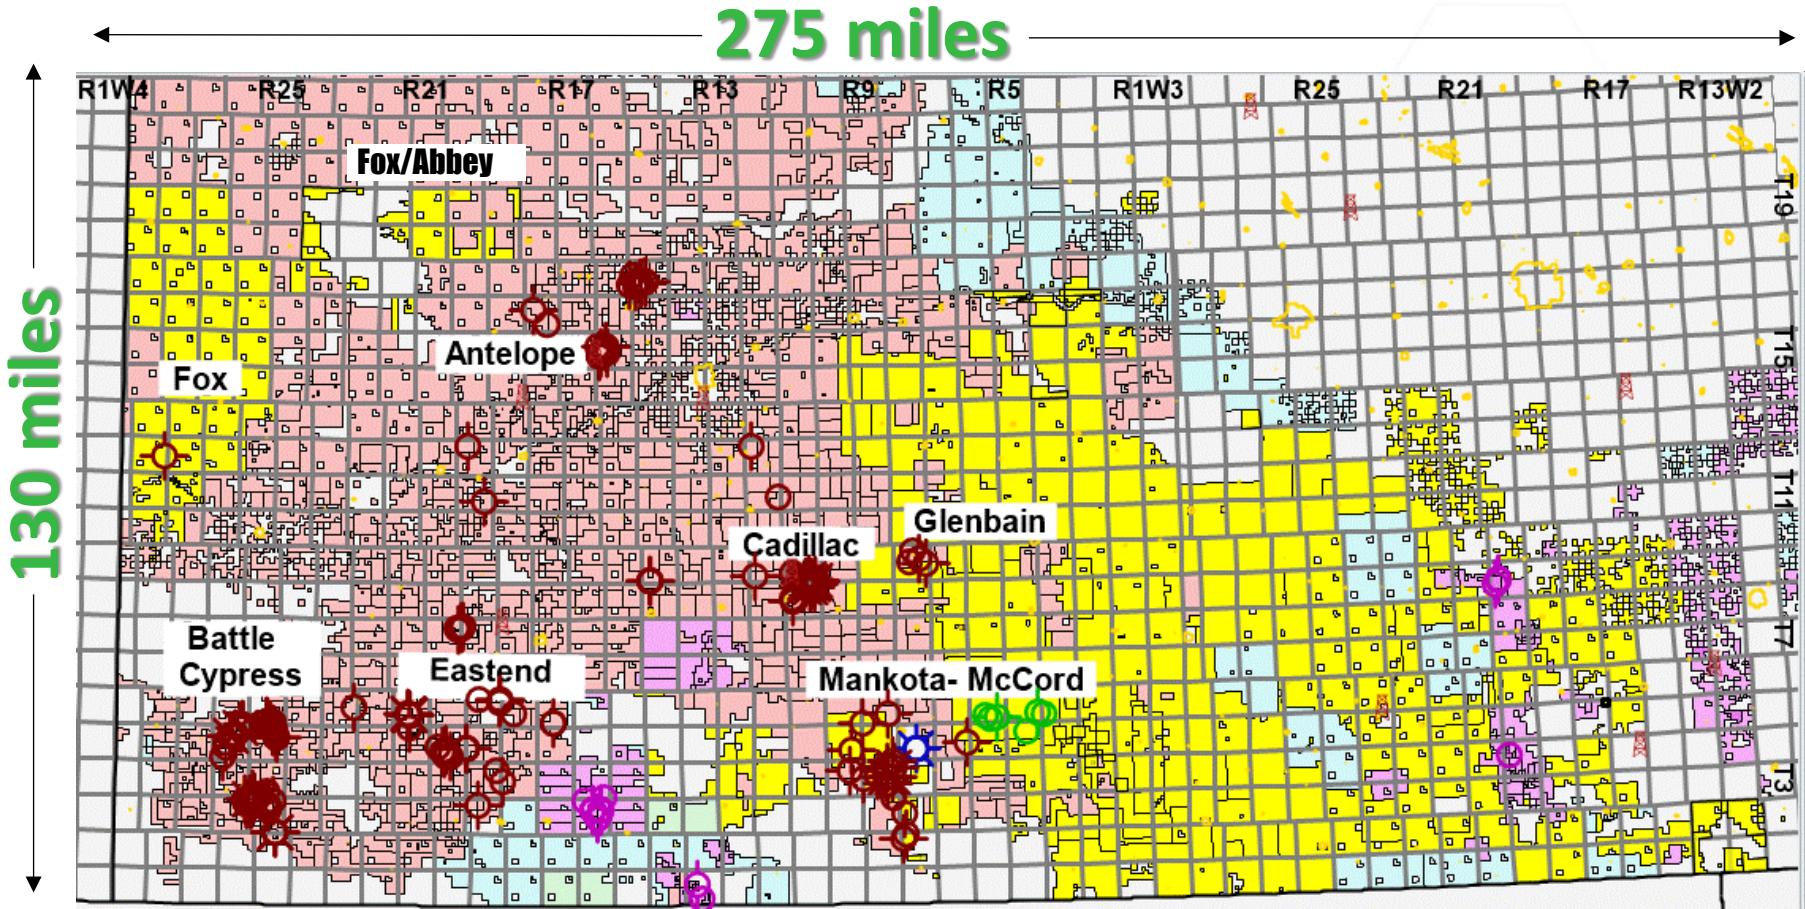 275 miles
130 miles
R1W4 R25 R21 R17 R13 R9 R5 R1W3 R25 R21 R17 R13W2
Fox/Abbey
T19
T15
Antelope
Fox
T11
Glenbain
Cadillac
T7
Battle
Cypress
Eastend
Mankota- McCord
T3